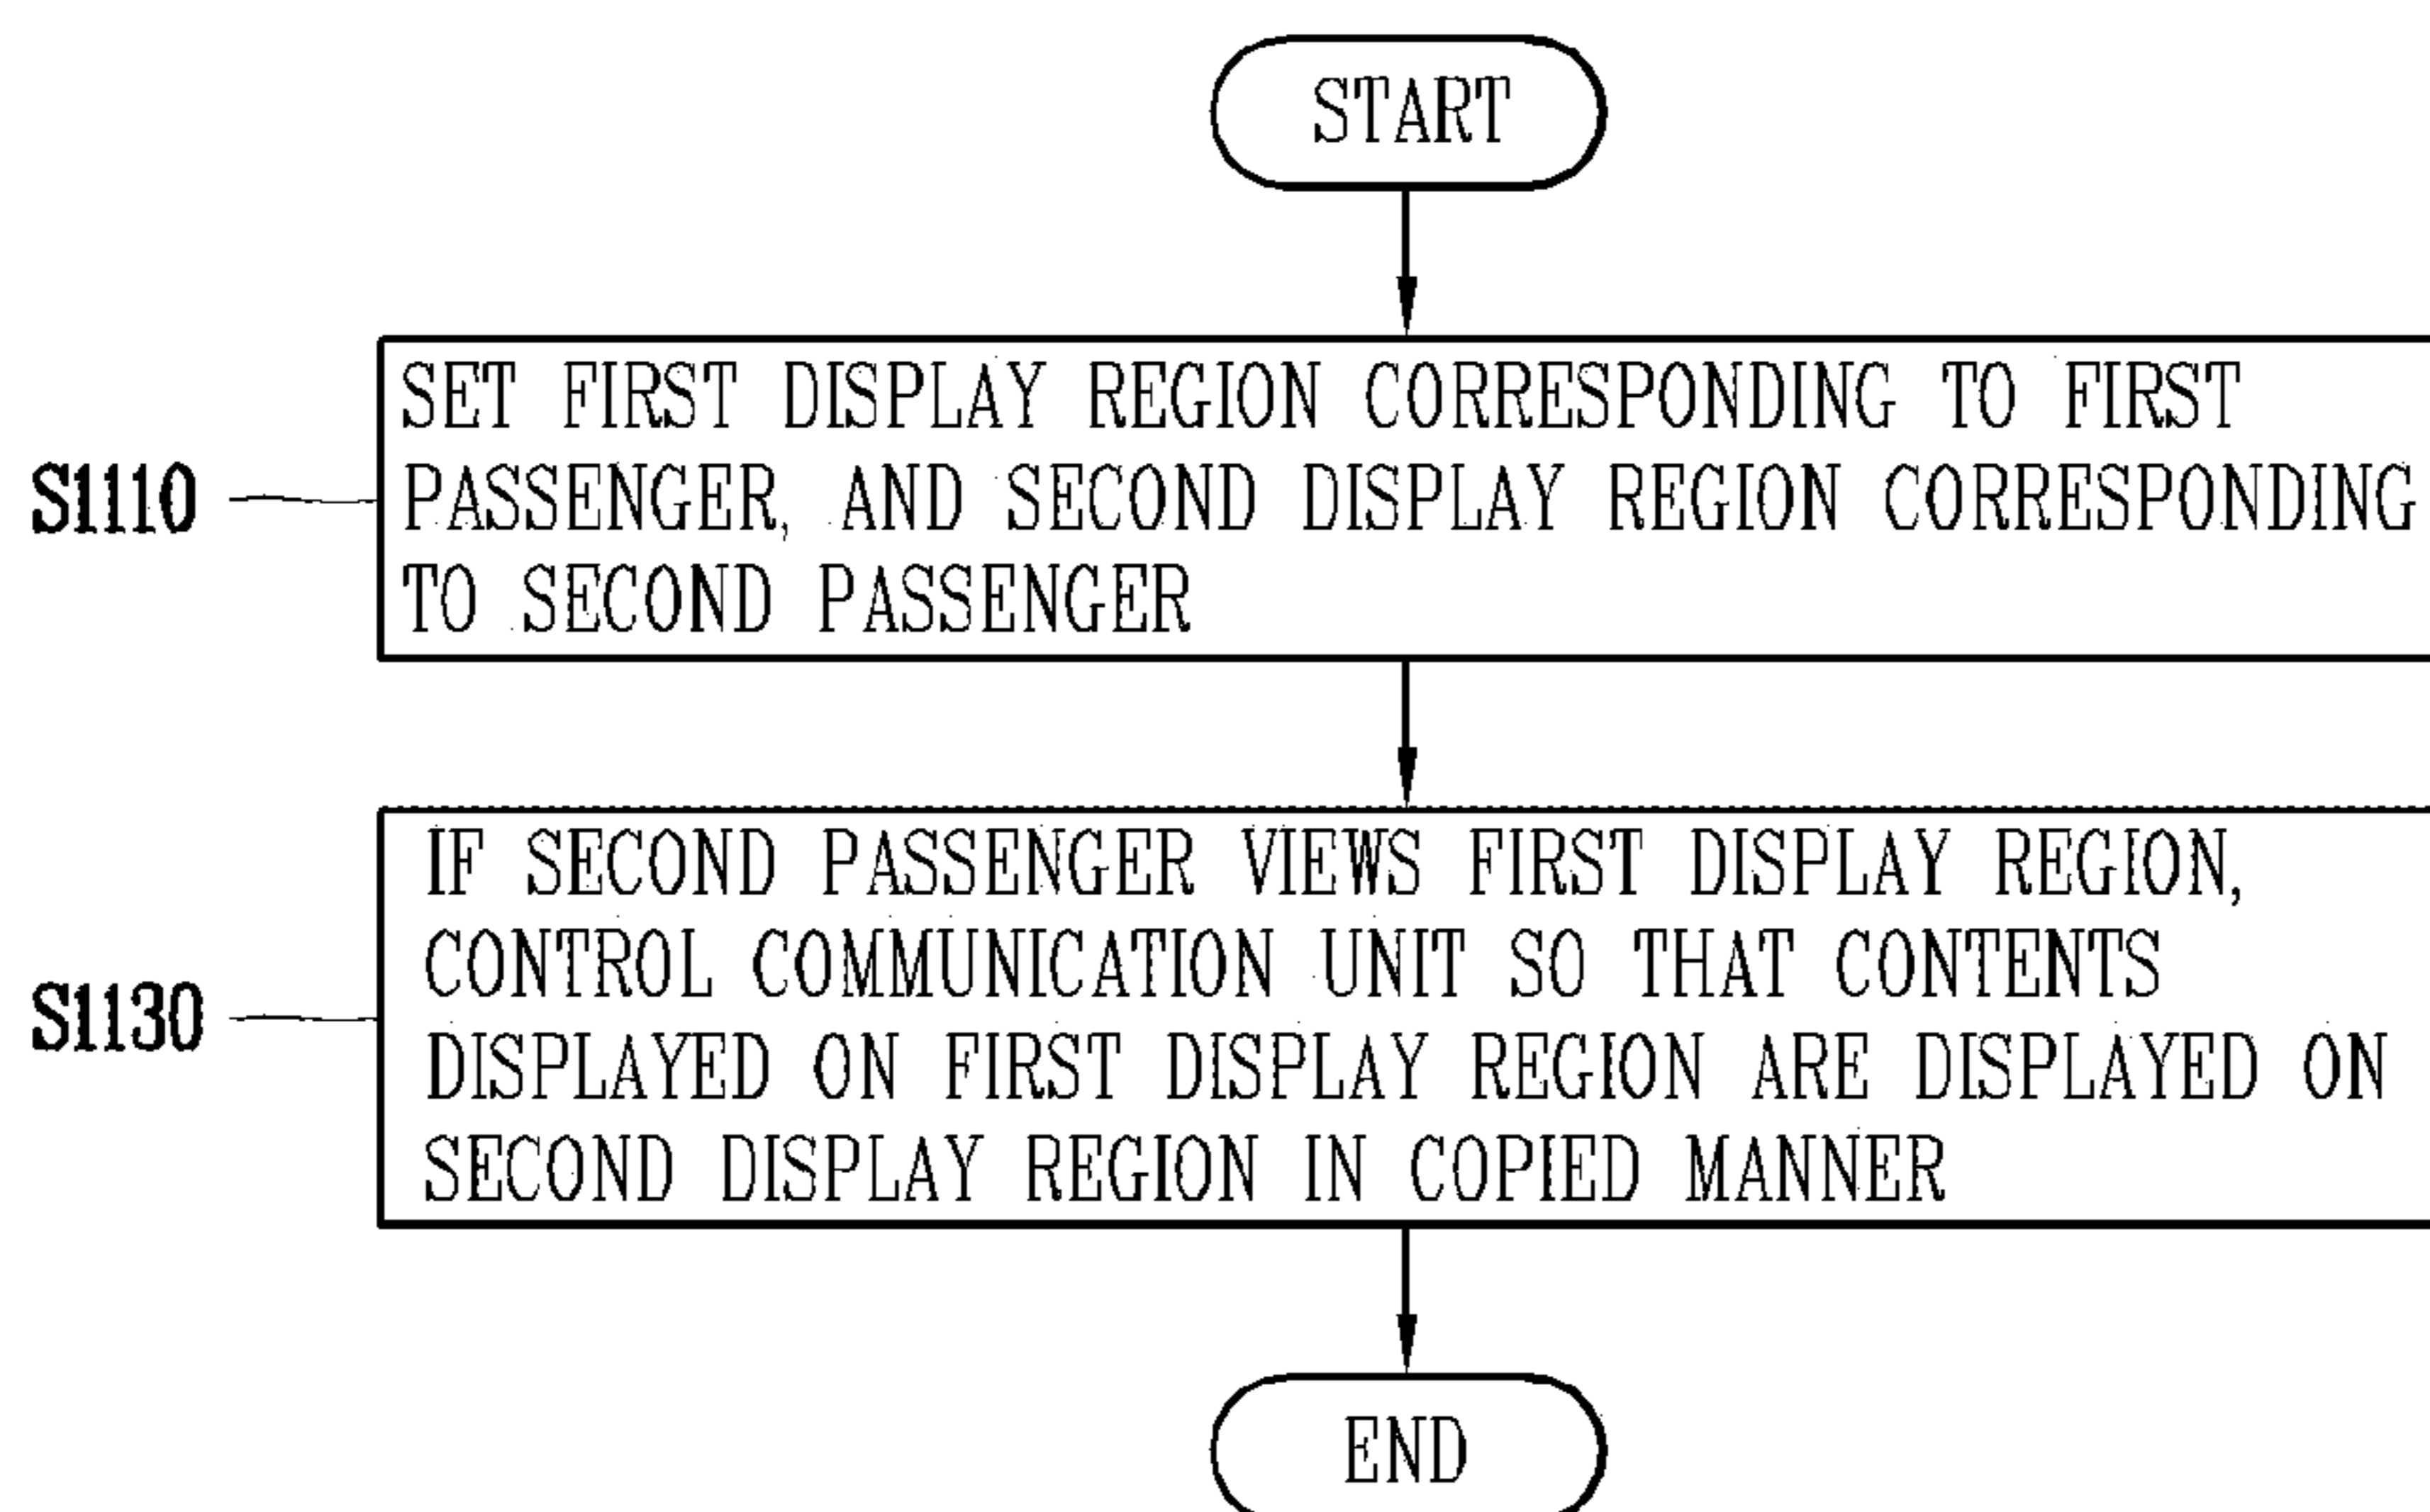 START
SET FIRST DISPLAY REGION CORRESPONDING TO FIRST
S1110 PASSENGER, AND SECOND DISPLAY REGION CORRESPONDING
TO SECOND PASSENGER
IF SECOND PASSENGER VIEWS FIRST DISPLAY REGION,
CONTROL COMMUNICATION UNIT SO THAT CONTENTS
S1130 DISPLAYED ON FIRST DISPLAY REGION ARE DISPLAYED ON
SECOND DISPLAY REGION IN COPIED MANNER
END